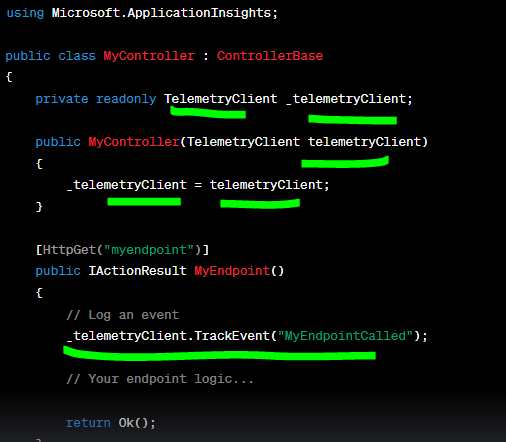 using Microsoft.ApplicationInsights;
public class MyController : ControllerBase
{
private readonly TelemetryClient _telemetryClient;
public MyController(TelemetryClient telemetryClient)
{
_telemetryClient = telemetryClient;
}
[HttpGet("myendpoint")]
public IActionResult MyEndpoint()
{
// Log an event
_telemetryClient.TrackEvent("MyEndpointCalled");
// Your endpoint logic...
return Ok();
}